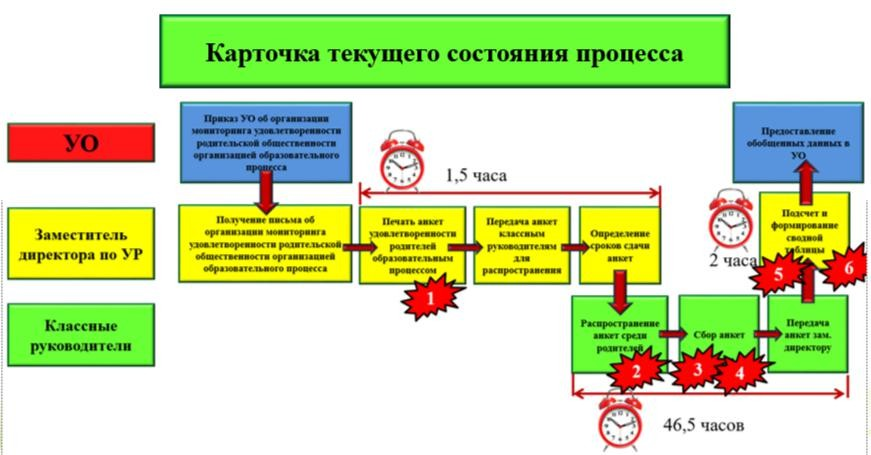 Карточка текущего состояния процесса
УО
Приказ УО об организации
мониторинга удовлетворенности
родительской общественности
организацией образовательного
процесса
1,5 часа
Предоставление
обобщенных данных в
УО
Заместитель
директора по УР
Получение письма об
организации мониторинга
удовлетворенности родительской
общественности организацией
образовательного процесса
Печать анкет
удовлетворенности
родителей
образовательным
процессом
1
Передача анкет
классным
руководителям
для
распространения
Определение
сроков сдачи
анкет
2 часа
Подсчет и
формирование
сводной
таблицы
5
6
Классные
руководители
Распространение
анкет среди
родителей
2
Сбор анкет
3
4
Передача
анкет зам.
директору
46,5 часов